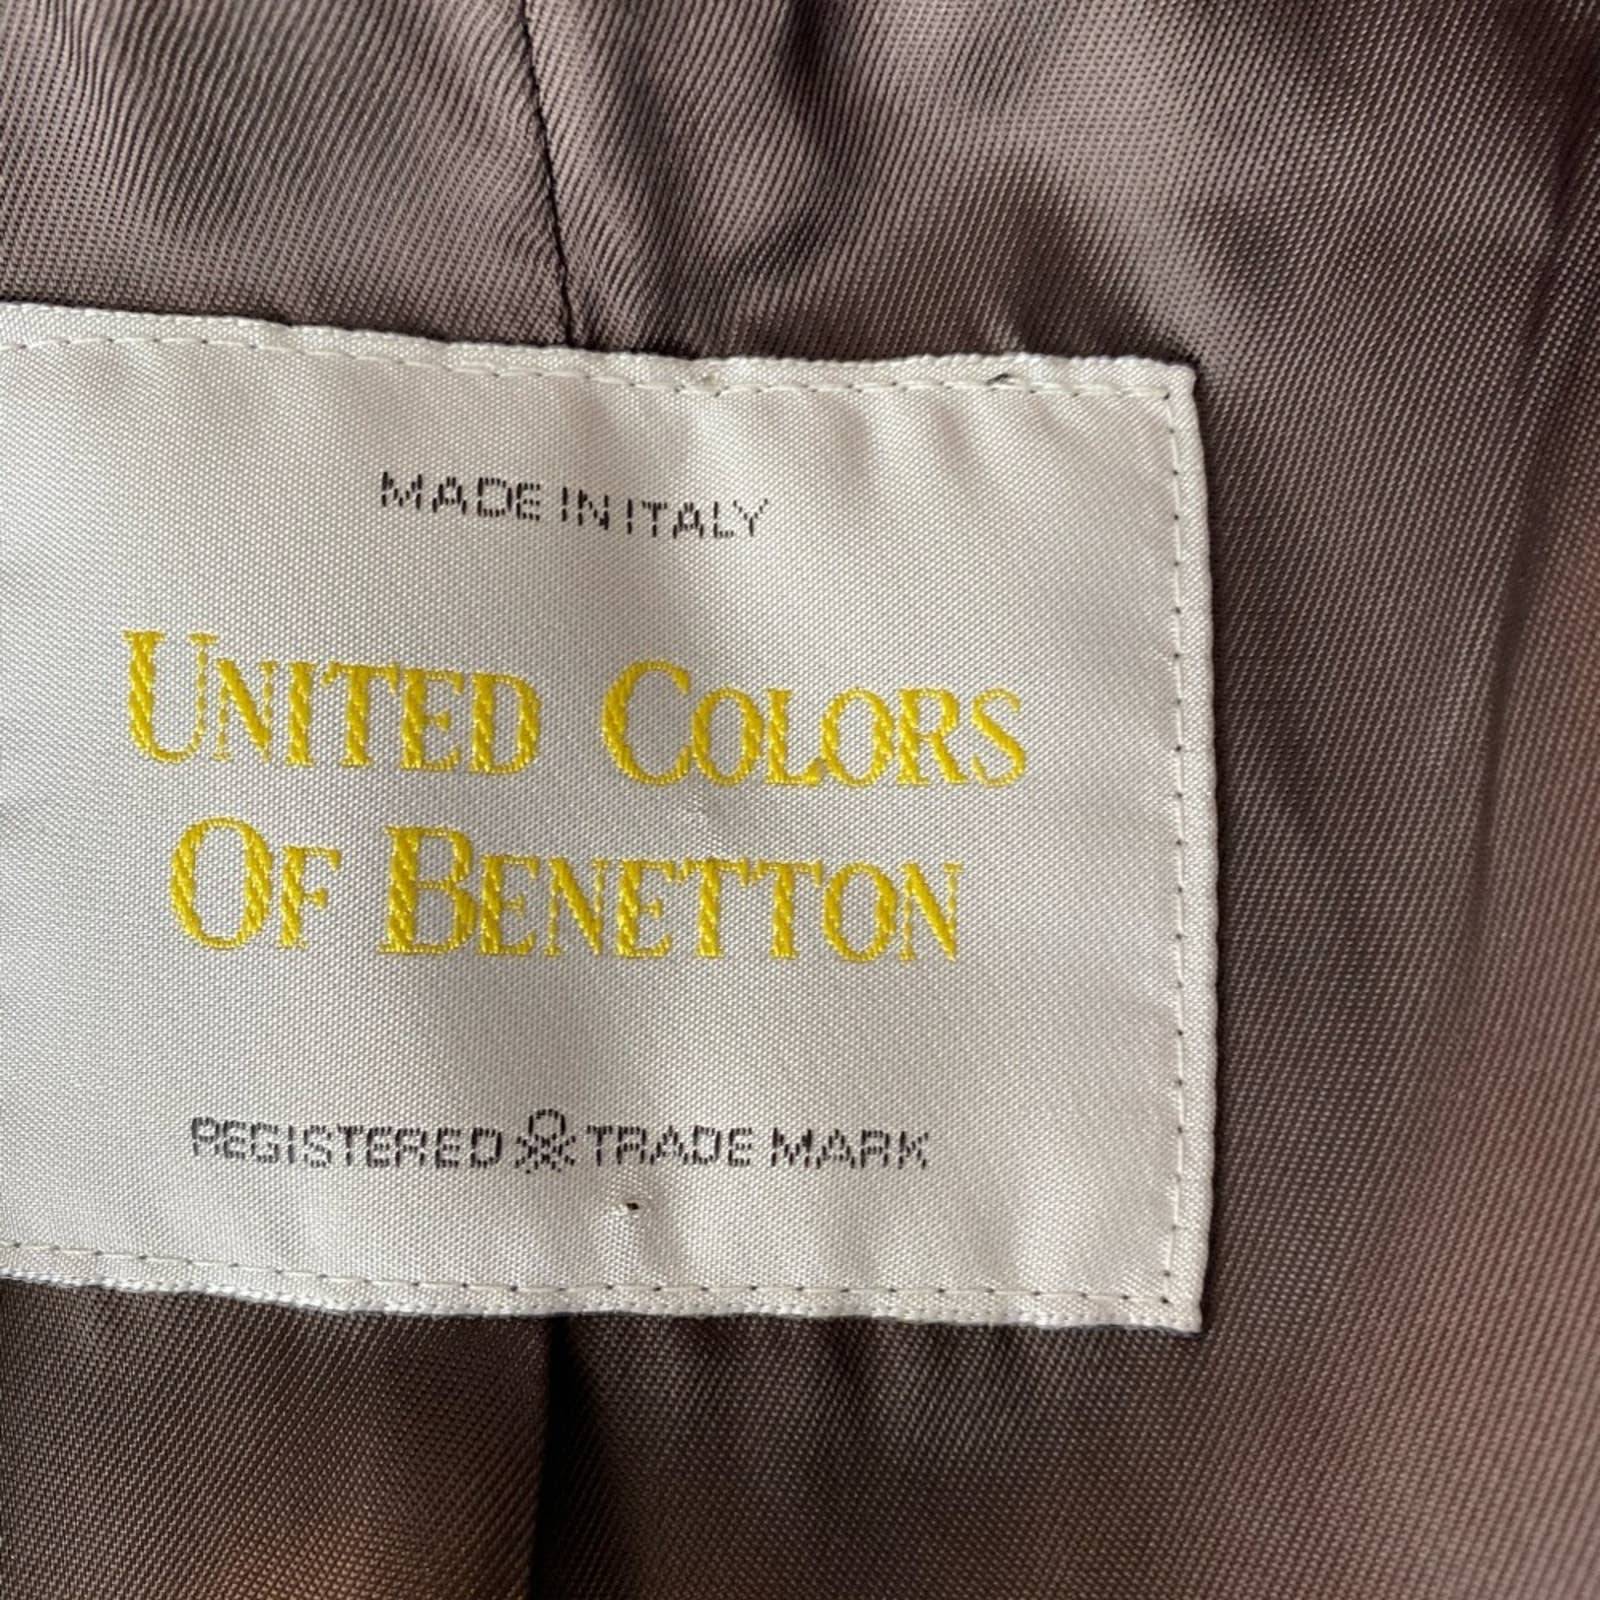 MADE IN ITALY
UNITED COLORS
OF BENETTON
REGISTERED TRADE MARK